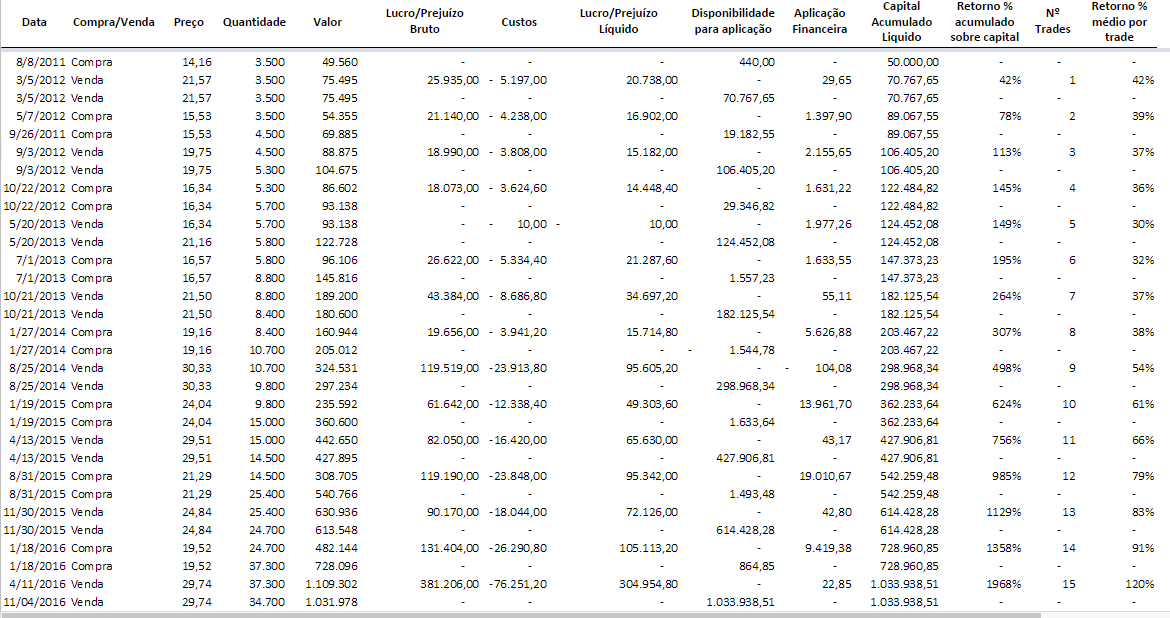 Data Compra/Venda Preço Quantidade Valor Lucro/Prejuízo Bruto Custos Lucro/Prejuízo Líquido Disponibilidade para aplicação Aplicação Financeira Capital Acumulado Liquido Retorno % acumulado sobre capital Nº Trades Retorno % médio por trade
8/8/2011 Compra 14,16 3.500 49.560 - - - 440,00 - 50.000,00 - - -
3/5/2012 Venda 21,57 3.500 75.495 25.935,00 - 5.197,00 20.738,00 - 29,65 70.767,65 42% 1 42%
3/5/2012 Venda 21,57 3.500 75.495 - - - 70.767,65 - 70.767,65 - - -
5/7/2012 Compra 15,53 3.500 54.355 21.140,00 - 4.238,00 16.902,00 - 1.397,90 89.067,55 78% 2 39%
9/26/2011 Compra 15,53 4.500 69.885 - - - 19.182,55 - 89.067,55 - - -
9/3/2012 Venda 19,75 4.500 88.875 18.990,00 - 3.808,00 15.182,00 - 2.155,65 106.405,20 113% 3 37%
9/3/2012 Venda 19,75 5.300 104.675 - - - 106.405,20 - 106.405,20 - - -
10/22/2012 Compra 16,34 5.300 86.602 18.073,00 - 3.624,60 14.448,40 - 1.631,22 122.484,82 145% 4 36%
10/22/2012 Compra 16,34 5.700 93.138 - - - 29.346,82 - 122.484,82 - - -
5/20/2013 Venda 16,34 5.700 93.138 - - 10,00 - 10,00 - 1.977,26 124.452,08 149% 5 30%
5/20/2013 Venda 21,16 5.800 122.728 - - - 124.452,08 - 124.452,08 - - -
7/1/2013 Compra 16,57 5.800 96.106 26.622,00 - 5.334,40 21.287,60 - 1.633,55 147.373,23 195% 6 32%
7/1/2013 Compra 16,57 8.800 145.816 - - - 1.557,23 - 147.373,23 - - -
10/21/2013 Venda 21,50 8.800 189.200 43.384,00 - 8.686,80 34.697,20 - 55,11 182.125,54 264% 7 37%
10/21/2013 Venda 21,50 8.400 180.600 - - - 182.125,54 - 182.125,54 - - -
1/27/2014 Compra 19,16 8.400 160.944 19.656,00 - 3.941,20 15.714,80 - 5.626,88 203.467,22 307% 8 38%
1/27/2014 Compra 19,16 10.700 205.012 - - - - 1.544,78 - 203.467,22 - - -
8/25/2014 Venda 30,33 10.700 324.531 119.519,00 -23.913,80 95.605,20 - - 104,08 298.968,34 498% 9 54%
8/25/2014 Venda 30,33 9.800 297.234 - - - 298.968,34 - 298.968,34 - - -
1/19/2015 Compra 24,04 9.800 235.592 61.642,00 -12.338,40 49.303,60 - 13.961,70 362.233,64 624% 10 61%
1/19/2015 Compra 24,04 15.000 360.600 - - - 1.633,64 - 362.233,64 - - -
4/13/2015 Venda 29,51 15.000 442.650 82.050,00 -16.420,00 65.630,00 - 43,17 427.906,81 756% 11 66%
4/13/2015 Venda 29,51 14.500 427.895 - - - 427.906,81 - 427.906,81 - - -
8/31/2015 Compra 21,29 14.500 308.705 119.190,00 -23.848,00 95.342,00 - 19.010,67 542.259,48 985% 12 79%
8/31/2015 Venda 21,29 25.400 540.766 - - - 1.493,48 - 542.259,48 - - -
11/30/2015 Venda 24,84 25.400 630.936 90.170,00 -18.044,00 72.126,00 - 42,80 614.428,28 1129% 13 83%
11/30/2015 Venda 24,84 24.700 613.548 - - - 614.428,28 - 614.428,28 - - -
1/18/2016 Compra 19,52 24.700 482.144 131.404,00 -26.290,80 105.113,20 - 9.419,38 728.960,85 1358% 14 91%
1/18/2016 Compra 19,52 37.300 728.096 - - - 864,85 - 728.960,85 - - -
4/11/2016 Venda 29,74 37.300 1.109.302 381.206,00 -76.251,20 304.954,80 - 22,85 1.033.938,51 1968% 15 120%
11/04/2016 Venda 29,74 34.700 1.031.978 - - - 1.033.938,51 - 1.033.938,51 - - -